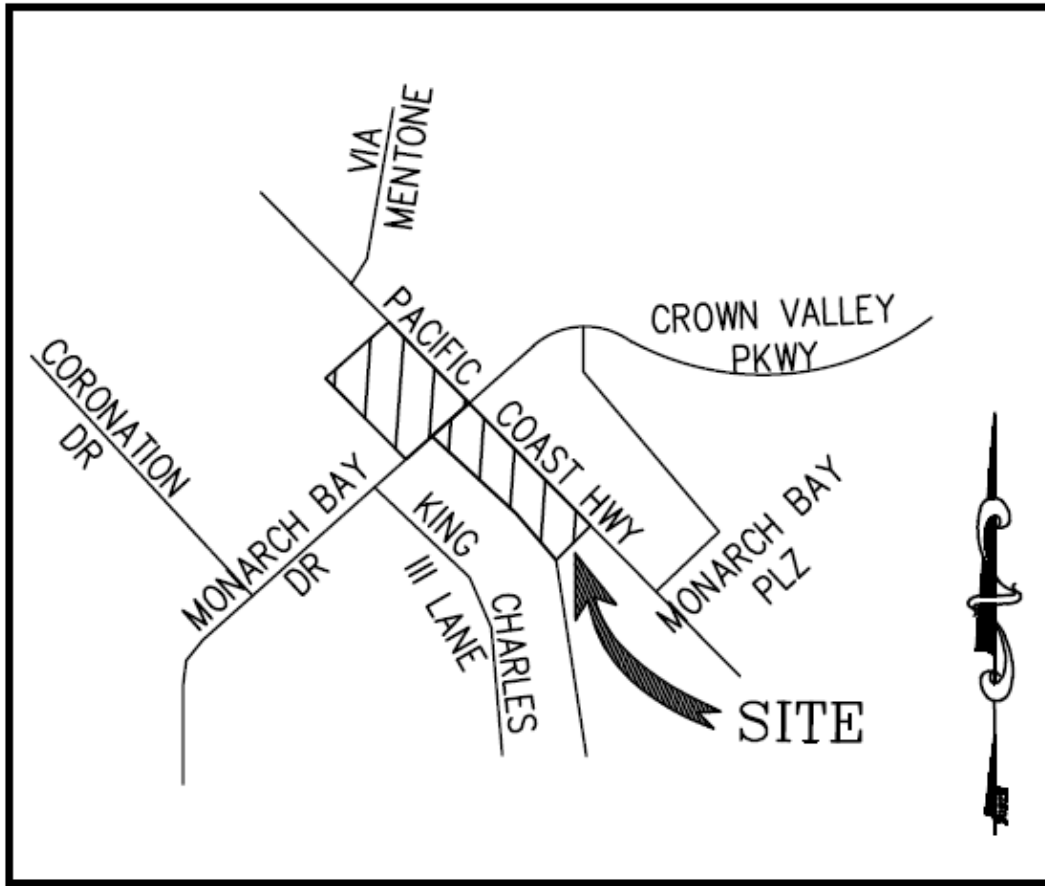 VIA
MENTONE
PACIFIC
COAST HWY
CROWN VALLEY
PKWY
CORONATION
DR
MONARCH BAY
DR
KING
CHARLES
III LANE
MONARCH BAY
PLZ
SITE